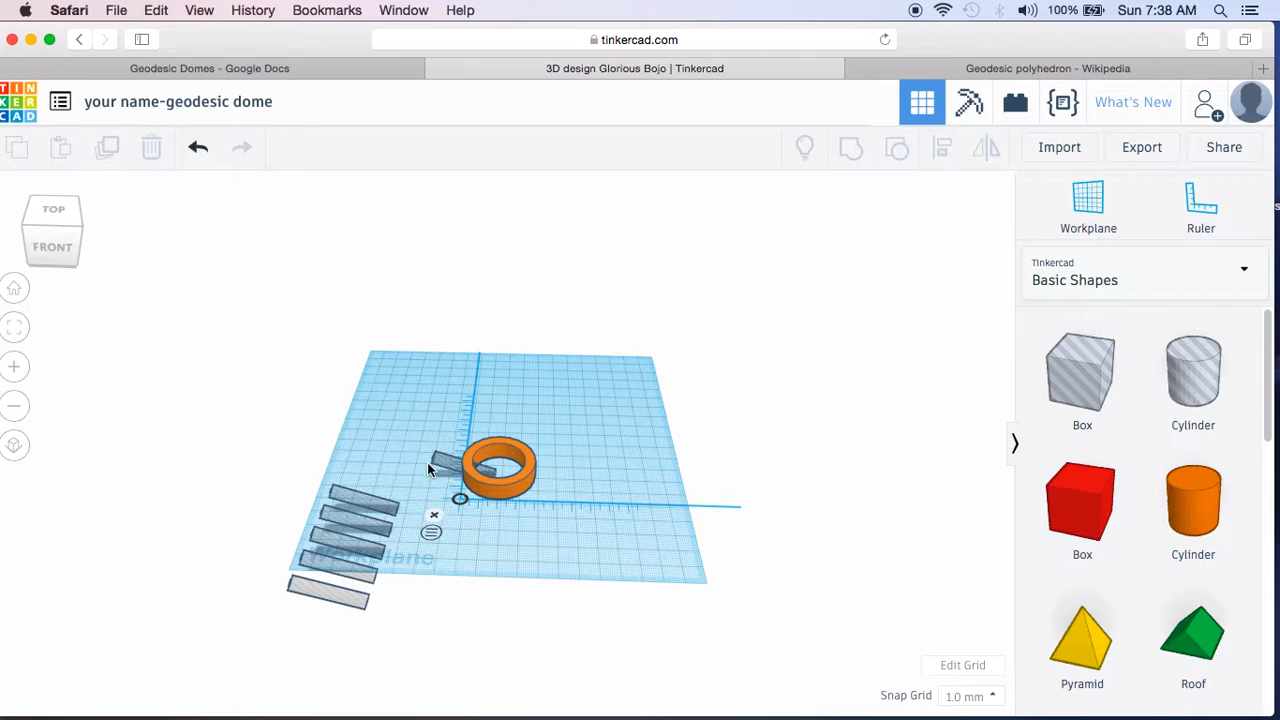 Safari File Edit View History Bookmarks Window Help 100% Sun 7:38 AM
tinkercad.com
Geodesic Domes - Google Docs 3D design Glorious Bojo | Tinkercad Geodesic polyhedron - Wikipedia
TIN
KER
CAD
your name-geodesic dome What's New
Import Export Share
TOP
FRONT
Workplane Ruler
Tinkercad
Basic Shapes
Box Cylinder
Box Cylinder
Pyramid Roof
Workplane
Edit Grid
Snap Grid 1.0 mm